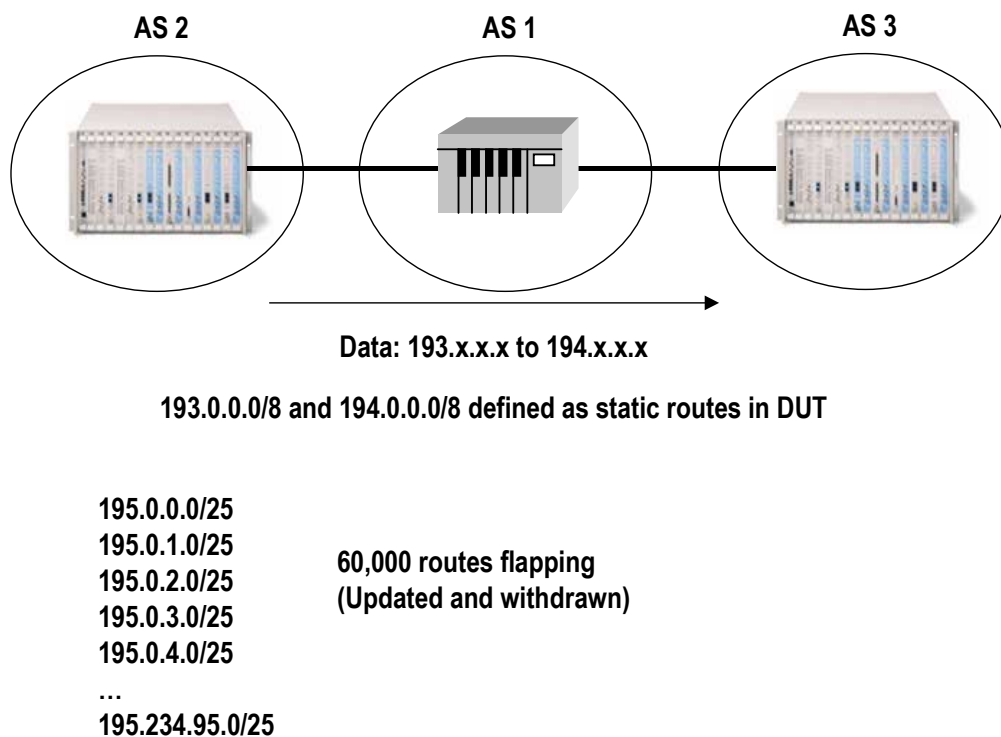 AS 2
AS 1
AS 3
Data: 193.x.x.x to 194.x.x.x
193.0.0.0/8 and 194.0.0.0/8 defined as static routes in DUT
195.0.0.0/25
195.0.1.0/25
195.0.2.0/25
195.0.3.0/25
195.0.4.0/25
…
195.234.95.0/25
60,000 routes flapping
(Updated and withdrawn)